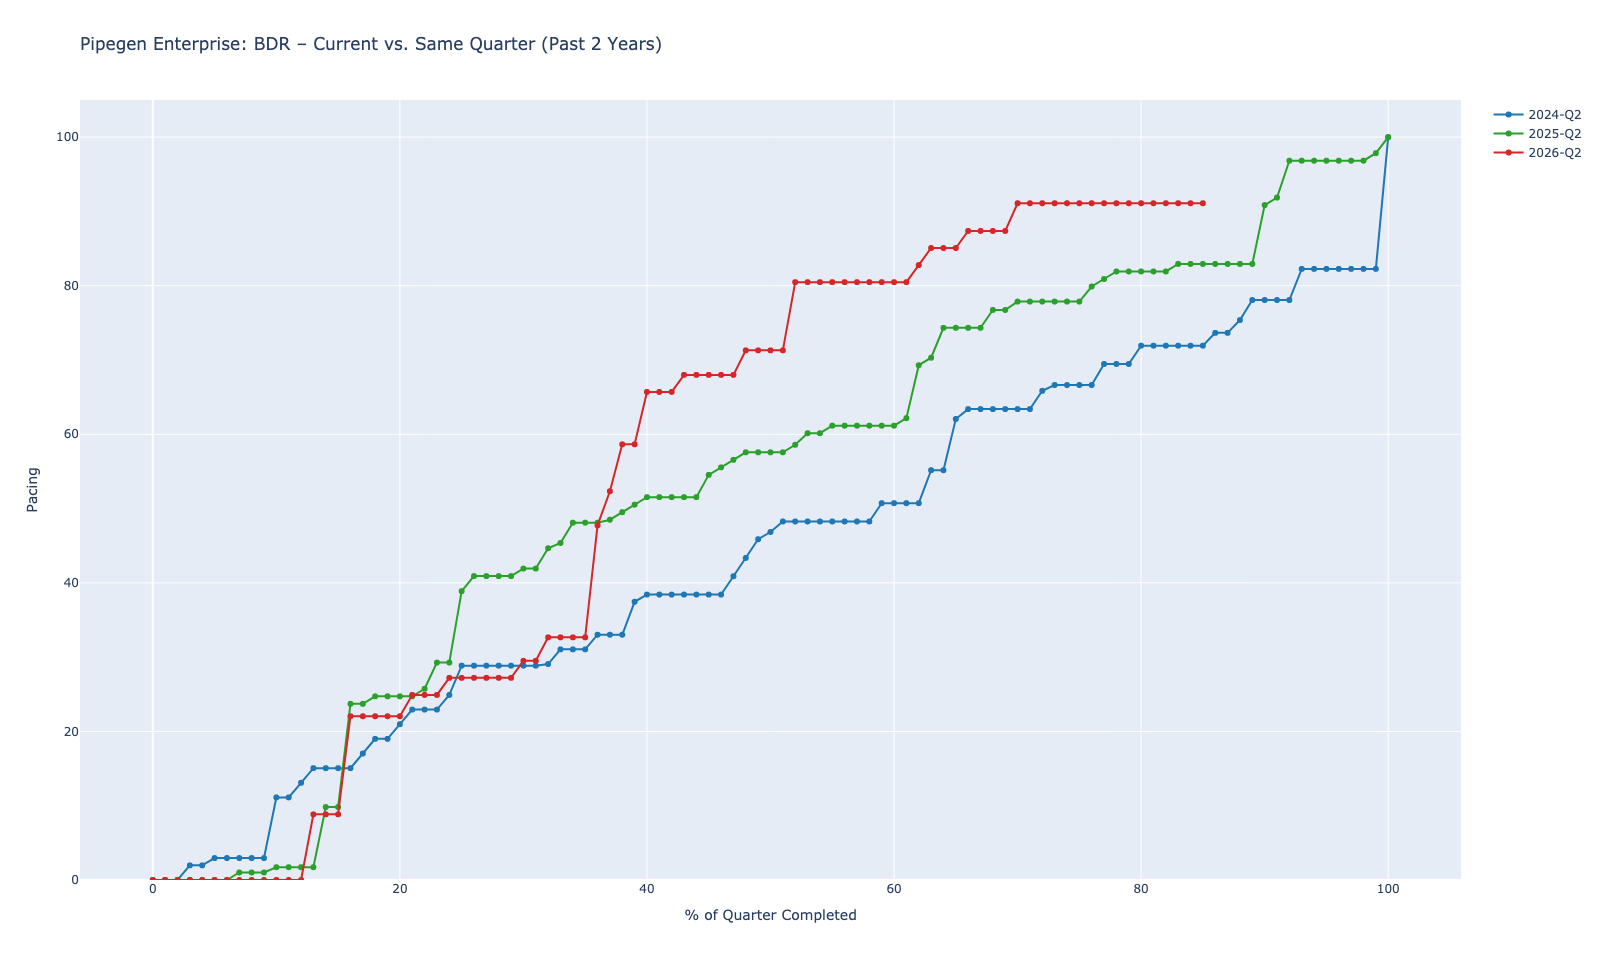 Pipegen Enterprise: BDR – Current vs. Same Quarter (Past 2 Years)
2024-Q2
2025-Q2
2026-Q2
100
80
60
40
20
0
Pacing
0 20 40 60 80 100
% of Quarter Completed